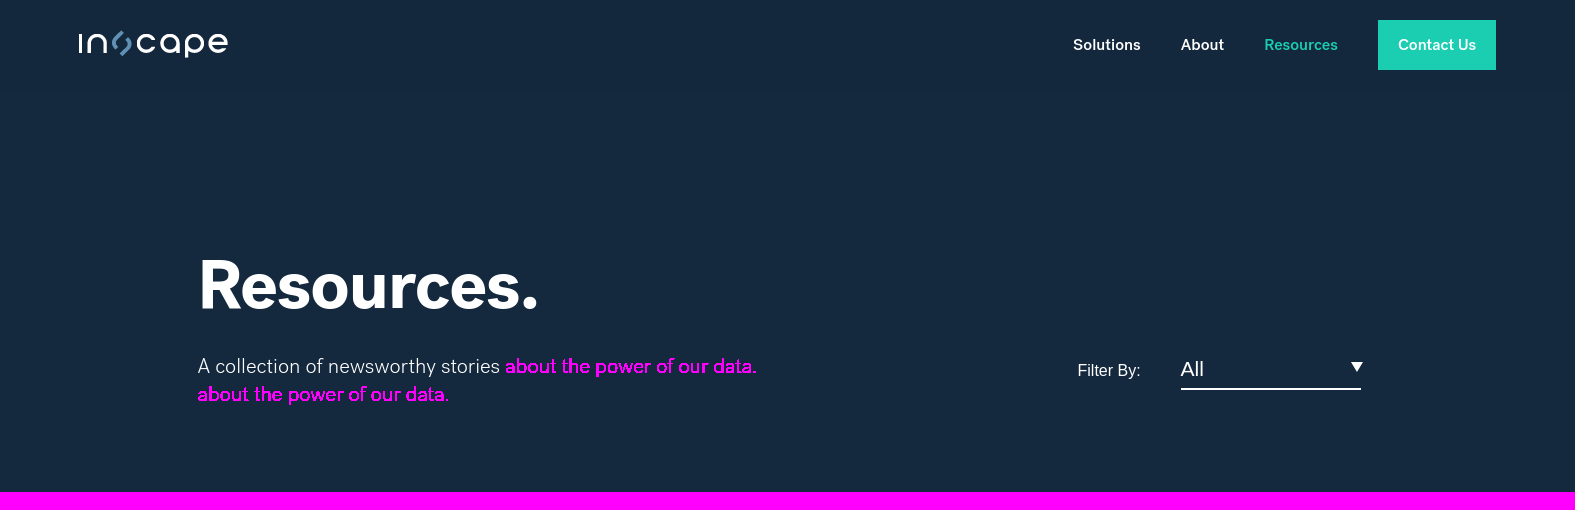 inscape
Solutions
About
Resources
Contact Us
Resources.
A collection of newsworthy stories about the power of our data.
about the power of our data.
Filter By:
All